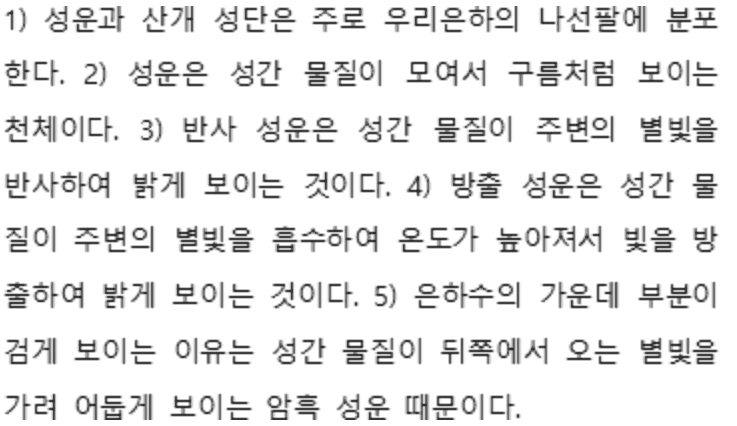 1) 성운과 산개 성단은 주로 우리은하의 나선팔에 분포
한다. 2) 성운은 성간 물질이 모여서 구름처럼 보이는
천체이다. 3) 반사 성운은 성간 물질이 주변의 별빛을
반사하여 밝게 보이는 것이다. 4) 방출 성운은 성간 물
질이 주변의 별빛을 흡수하여 온도가 높아져서 빛을 방
출하여 밝게 보이는 것이다. 5) 은하수의 가운데 부분이
검게 보이는 이유는 성간 물질이 뒤쪽에서 오는 별빛을
가려 어둡게 보이는 암흑 성운 때문이다.